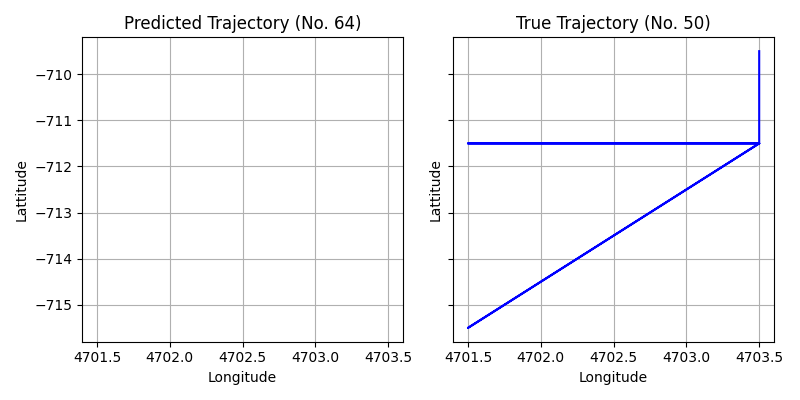 Predicted Trajectory (No. 64)
−710
−711
−712
−713
−714
−715
Lattitude
4701.5 4702.0 4702.5 4703.0 4703.5
Longitude
True Trajectory (No. 50)
Lattitude
4701.5 4702.0 4702.5 4703.0 4703.5
Longitude